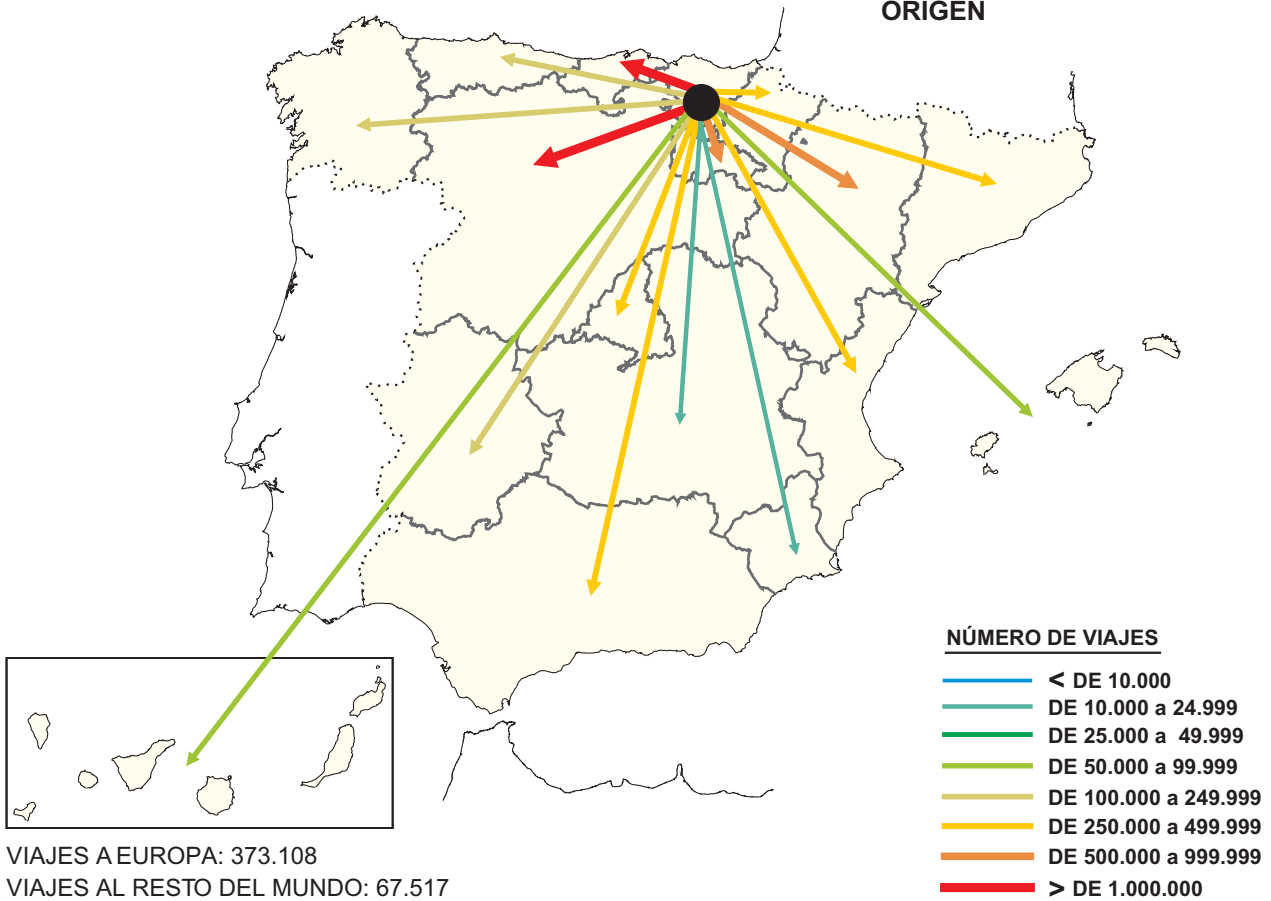 ORIGEN
NÚMERO DE VIAJES
< DE 10.000
DE 10.000 a 24.999
DE 25.000 a 49.999
DE 50.000 a 99.999
DE 100.000 a 249.999
DE 250.000 a 499.999
DE 500.000 a 999.999
> DE 1.000.000
VIAJES A EUROPA: 373.108
VIAJES AL RESTO DEL MUNDO: 67.517